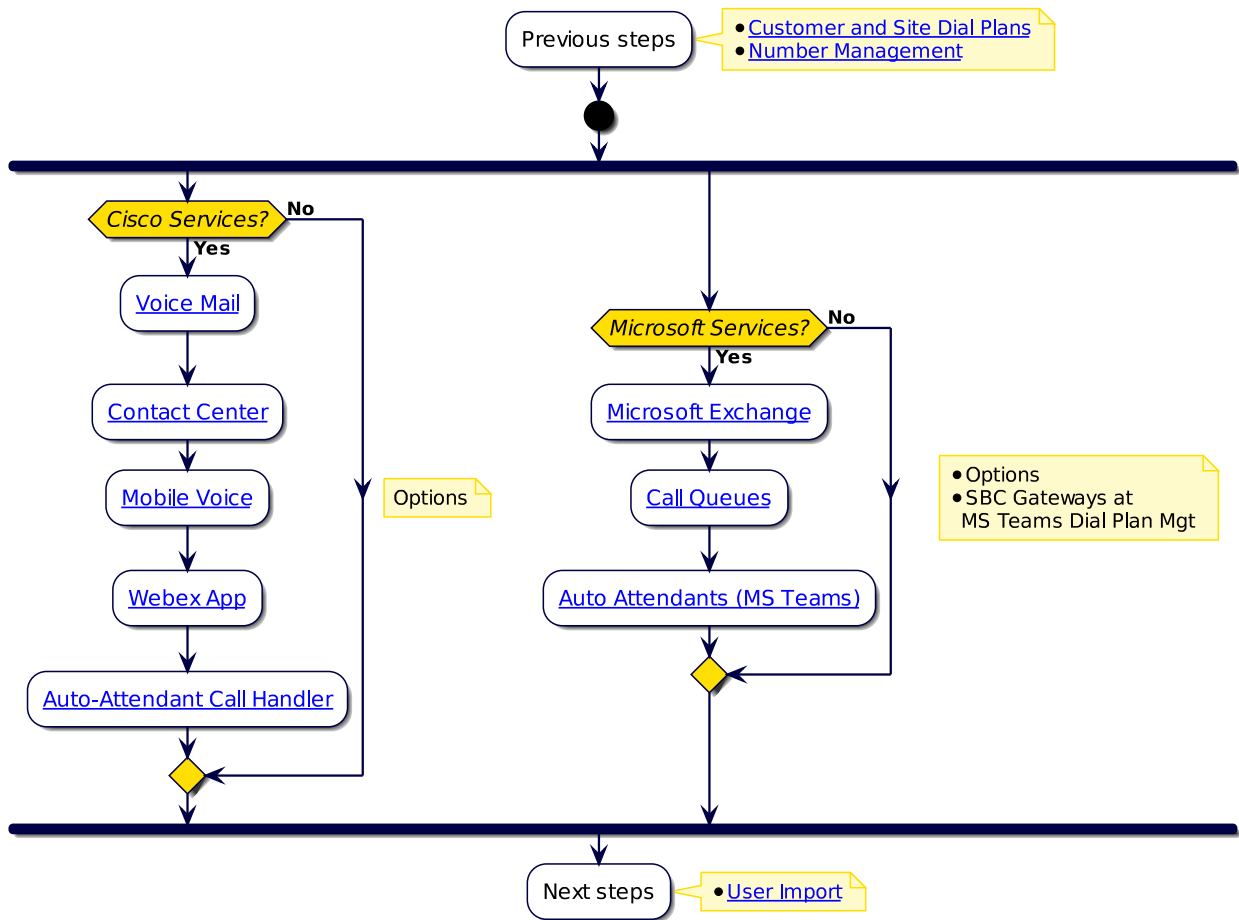 Previous steps
• Customer and Site Dial Plans
• Number Management
Cisco Services?
No
Yes
Voice Mail
Contact Center
Mobile Voice
Webex App
Auto-Attendant Call Handler
Options
Microsoft Services?
No
Yes
Microsoft Exchange
Call Queues
Auto Attendants (MS Teams)
• Options
• SBC Gateways at
MS Teams Dial Plan Mgt
Next steps
• User Import